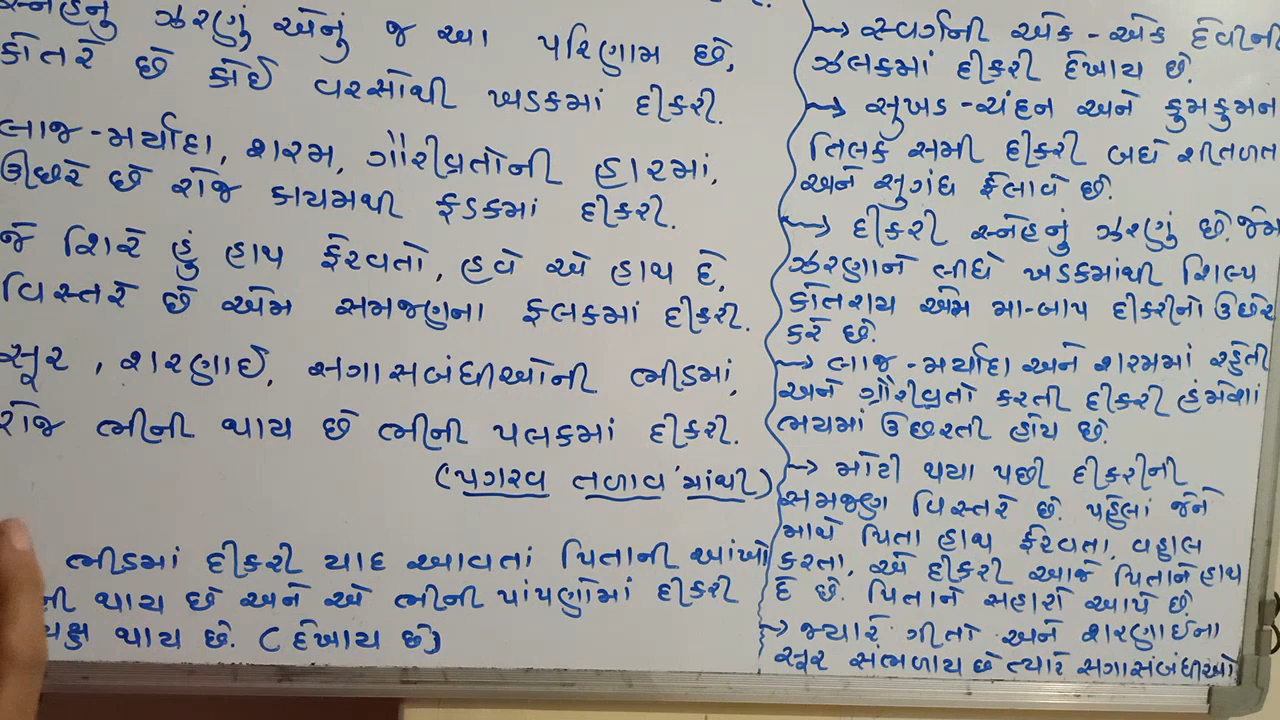 સ્નેહનું ઝરણું એનું જ આ પરિણામ છે,
કોતરે છે કોઈ વરસોથી ખડકમાં દીકરી.
લાજ-મર્યાદા, શરમ, ગૌરીવ્રતોની હારમાં,
ઊછરે છે રોજ કાયમથી ફડકમાં દીકરી.
જે શિરે હું હાથ ફેરવતો, હવે એ હાથ દે,
વિસ્તરે છે એમ સમજણના ફલકમાં દીકરી.
સૂર, શરણાઈ, સગાસબંધીઓની ભીડમાં,
રોજ ભીની થાય છે ભીની પલકમાં દીકરી.
('પગરવ તળાવ'માંથી)
ભીડમાં દીકરી યાદ આવતાં પિતાની આંખો
ની થાય છે અને એ ભીની પાંપણોમાં દીકરી
યક્ષ થાય છે. (દેખાય છે)
→ સ્વર્ગની એક-એક દેવીની
ઝલકમાં દીકરી દેખાય છે.
→ સુખડ-ચંદન અને કુમકુમન
તિલક સમી દીકરી બધે શીતળત
અને સુગંધ ફેલાવે છે.
→ દીકરી સ્નેહનું ઝરણું છે. જેમ
ઝરણાને લીધે ખડકમાંથી શિલ્પ
કોતરાય એમ મા-બાપ દીકરીનો ઉછેર
કરે છે.
→ લાજ-મર્યાદા અને શરમમાં રહેતી
અને ગૌરીવ્રતો કરતી દીકરી હંમેશાં
ભયમાં ઉછરતી હોય છે.
→ મોટી થયા પછી દીકરીની
સમજણ વિસ્તરે છે. પહેલાં જેને
માથે પિતા હાથ ફેરવતા, વહાલ
કરતા, એ દીકરી આજે પિતાને હાથ
દે છે. પિતાને સહારો આપે છે.
→ જ્યારે ગીતો અને શરણાઈના
સૂર સંભળાય છે ત્યારે સગાસંબંધીઓ